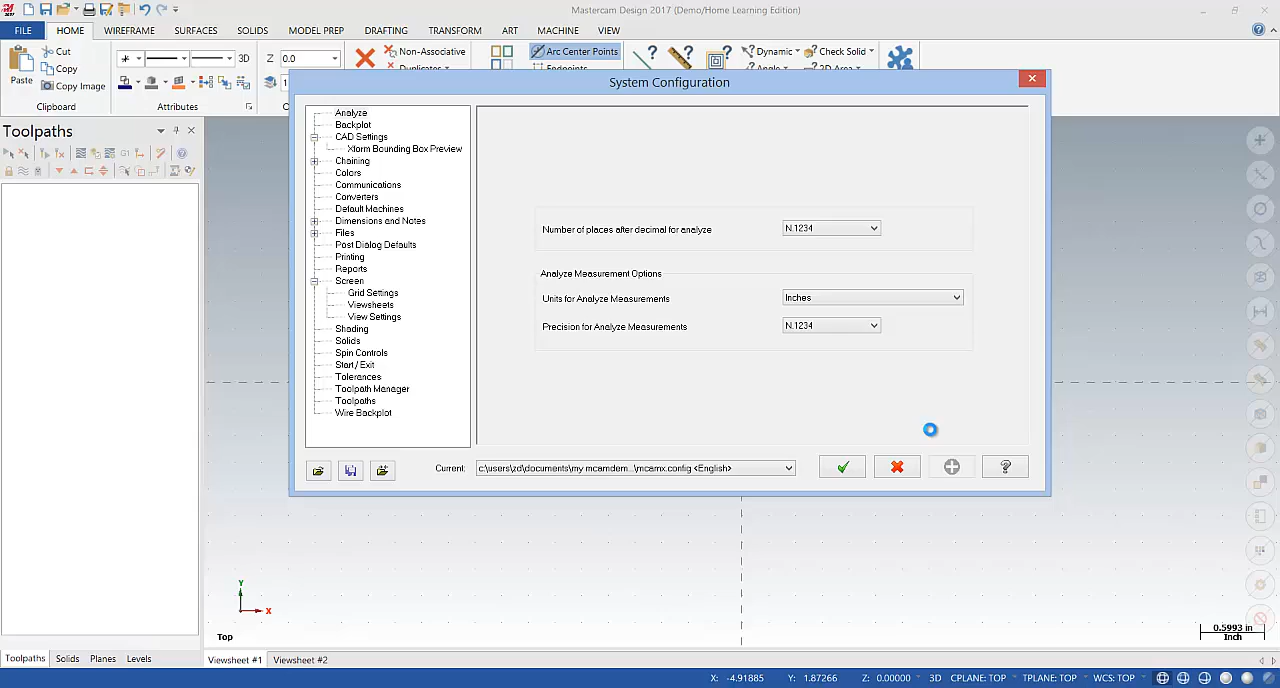 Mastercam Design 2017 (Demo/Home Learning Edition)
FILE HOME WIREFRAME SURFACES SOLIDS MODEL PREP DRAFTING TRANSFORM ART MACHINE VIEW
Cut
Copy
Copy Image
Paste
Clipboard
3D
Attributes
Z 0.0
Non-Associative
Duplicates
Arc Center Points
Endpoints
Dynamic
Angle
Check Solid
2D Area
System Configuration
Toolpaths
G1
Analyze
Backplot
CAD Settings
Xform Bounding Box Preview
Chaining
Colors
Communications
Converters
Default Machines
Dimensions and Notes
Files
Post Dialog Defaults
Printing
Reports
Screen
Grid Settings
Viewsheets
View Settings
Shading
Solids
Spin Controls
Start / Exit
Tolerances
Toolpath Manager
Toolpaths
Wire Backplot
Number of places after decimal for analyze N.1234
Analyze Measurement Options
Units for Analyze Measurements Inches
Precision for Analyze Measurements N.1234
Current: c:\users\zd\documents\my mcamdem...\mcamx.config <English>
Y
X
Top
0.5993 in
Inch
Toolpaths Solids Planes Levels Viewsheet #1 Viewsheet #2
X: -4.91885 Y: 1.87266 Z: 0.00000 3D CPLANE: TOP TPLANE: TOP WCS: TOP